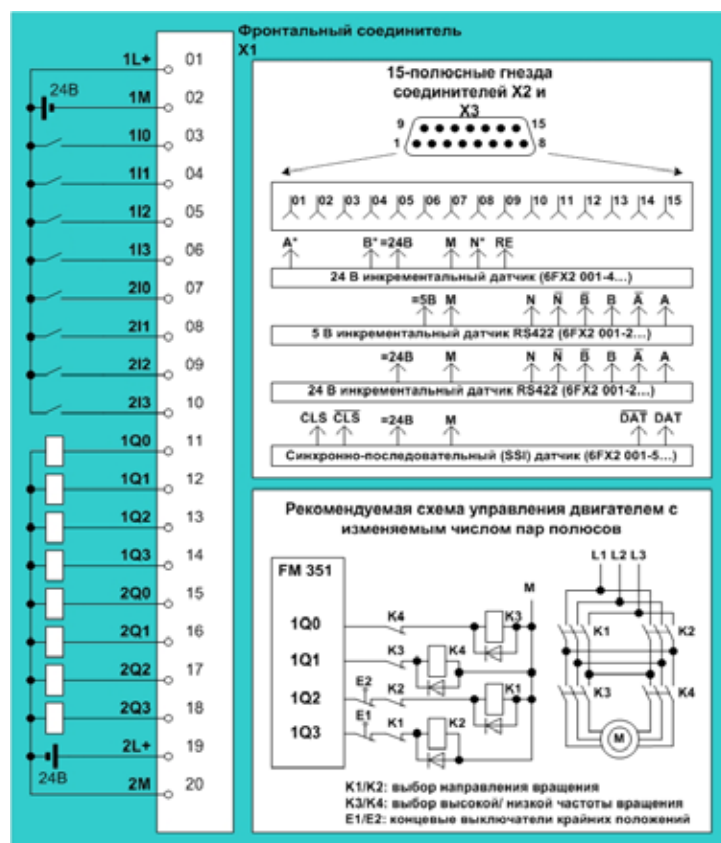 Фронтальный соединитель
X1
1L+ 01
24В
1M 02
1I0 03
1I1 04
1I2 05
1I3 06
2I0 07
2I1 08
2I2 09
2I3 10
1Q0 11
1Q1 12
1Q2 13
1Q3 14
2Q0 15
2Q1 16
2Q2 17
2Q3 18
2L+ 19
24В
2M 20
15-полюсные гнезда
соединителей X2 и
X3
9 15
1 8
01 02 03 04 05 06 07 08 09 10 11 12 13 14 15
A* B* =24В M N* RE
24 В инкрементальный датчик (6FX2 001-4...)
=5В M N N̅ B̅ B A̅ A
5 В инкрементальный датчик RS422 (6FX2 001-2...)
=24В M N N̅ B̅ B A̅ A
24 В инкрементальный датчик RS422 (6FX2 001-2...)
CLS C̅L̅S̅ =24В M D̅A̅T̅ DAT
Синхронно-последовательный (SSI) датчик (6FX2 001-5...)
Рекомендуемая схема управления двигателем с
изменяемым числом пар полюсов
FM 351
M
L1 L2 L3
1Q0 K4 K3
1Q1 K3 K4
1Q2 E2 K2 K1
1Q3 E1 K1 K2
K1 K2
K3 K4
M
K1/K2: выбор направления вращения
K3/K4: выбор высокой/ низкой частоты вращения
E1/E2: концевые выключатели крайних положений